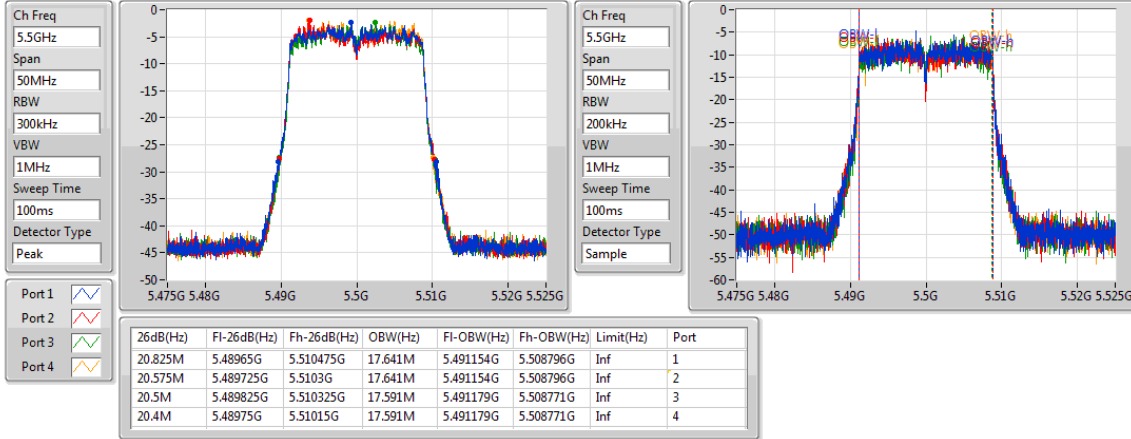 Ch Freq
5.5GHz
Span
50MHz
RBW
300kHz
VBW
1MHz
Sweep Time
100ms
Detector Type
Peak
0
-5
-10
-15
-20
-25
-30
-35
-40
-45
-50
5.475G 5.48G 5.49G 5.5G 5.51G 5.52G 5.525G
Ch Freq
5.5GHz
Span
50MHz
RBW
200kHz
VBW
1MHz
Sweep Time
100ms
Detector Type
Sample
0
-5
-10
-15
-20
-25
-30
-35
-40
-45
-50
-55
-60
5.475G 5.48G 5.49G 5.5G 5.51G 5.52G 5.525G
Port 1
Port 2
Port 3
Port 4
26dB(Hz) Fl-26dB(Hz) Fh-26dB(Hz) OBW(Hz) Fl-OBW(Hz) Fh-OBW(Hz) Limit(Hz) Port
20.825M 5.48965G 5.510475G 17.641M 5.491154G 5.508796G Inf 1
20.575M 5.489725G 5.5103G 17.641M 5.491154G 5.508796G Inf 2
20.5M 5.489825G 5.510325G 17.591M 5.491179G 5.508771G Inf 3
20.4M 5.48975G 5.51015G 17.591M 5.491179G 5.508771G Inf 4